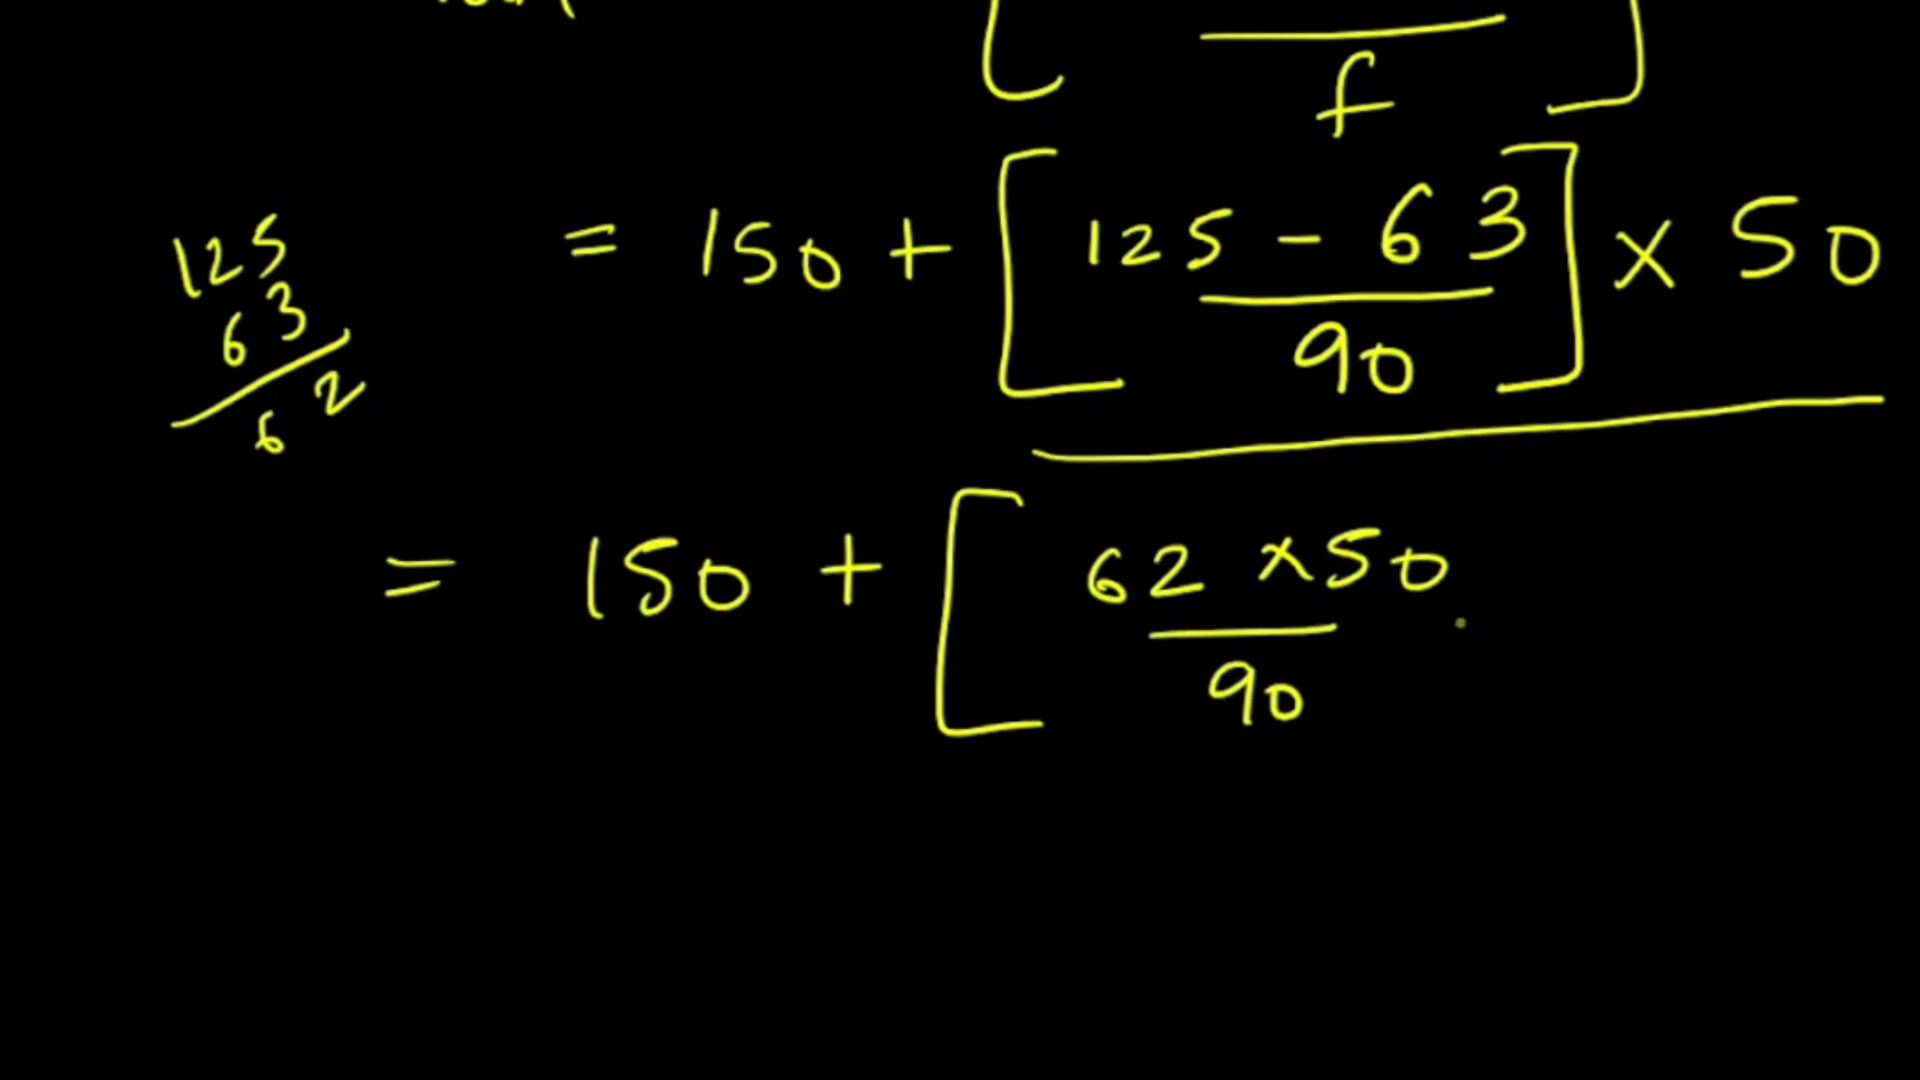 f
= 150 + [ 125 - 63 / 90 ] x 50
125
63
62
= 150 + [ 62 x 50 / 90